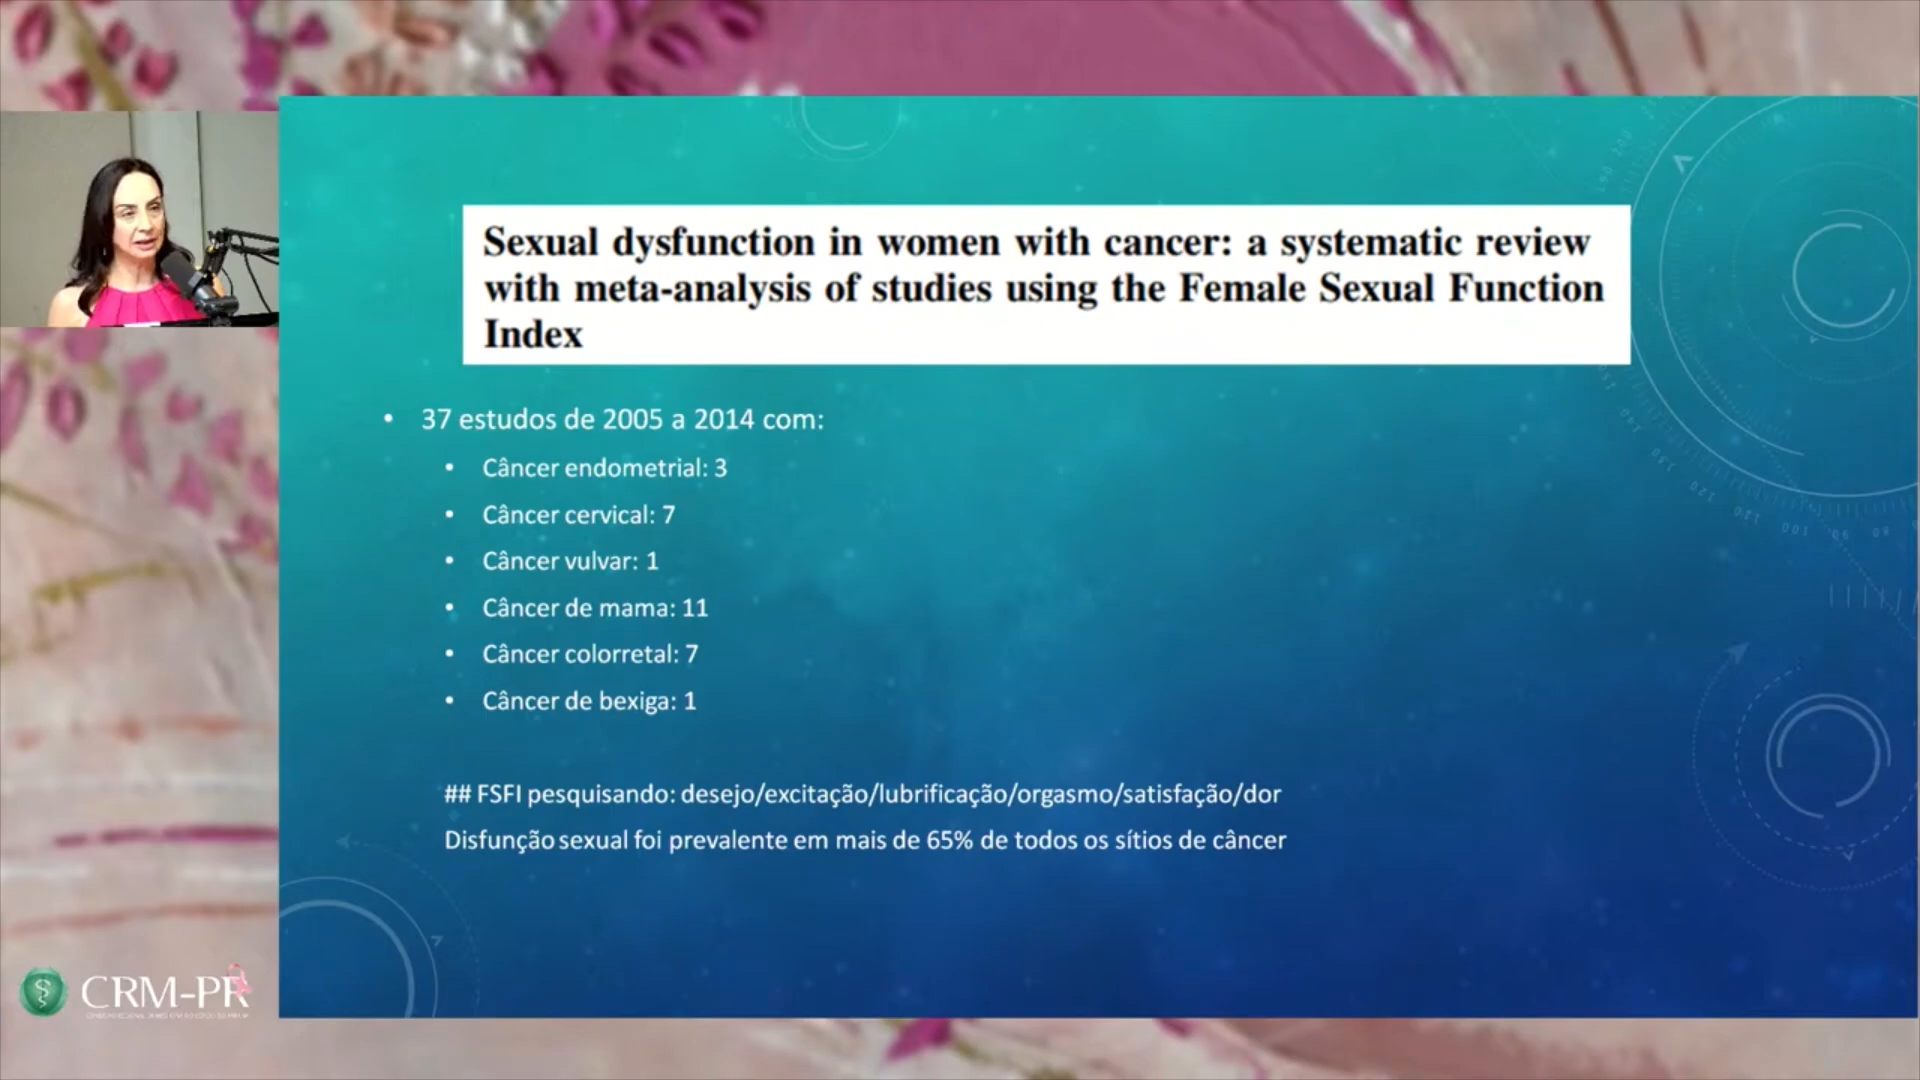 Sexual dysfunction in women with cancer: a systematic review
with meta-analysis of studies using the Female Sexual Function
Index
• 37 estudos de 2005 a 2014 com:
• Câncer endometrial: 3
• Câncer cervical: 7
• Câncer vulvar: 1
• Câncer de mama: 11
• Câncer colorretal: 7
• Câncer de bexiga: 1
## FSFI pesquisando: desejo/excitação/lubrificação/orgasmo/satisfação/dor
Disfunção sexual foi prevalente em mais de 65% de todos os sítios de câncer
CRM-PR